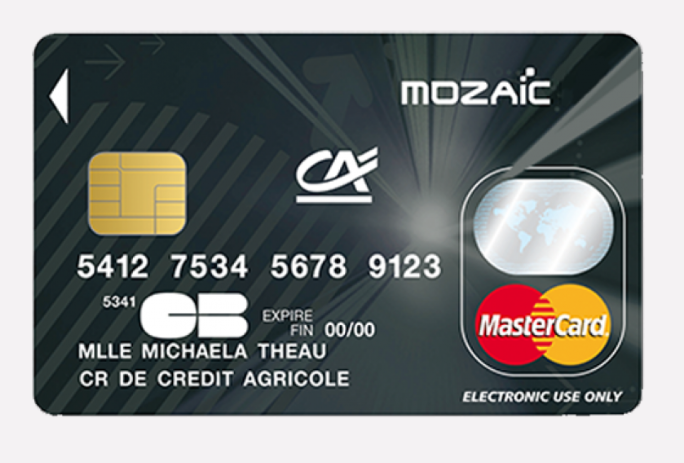 MOZAIC
CA
5412 7534 5678 9123
5341 CB EXPIRE
FIN 00/00
MLLE MICHAELA THEAU
CR DE CREDIT AGRICOLE
MasterCard
ELECTRONIC USE ONLY